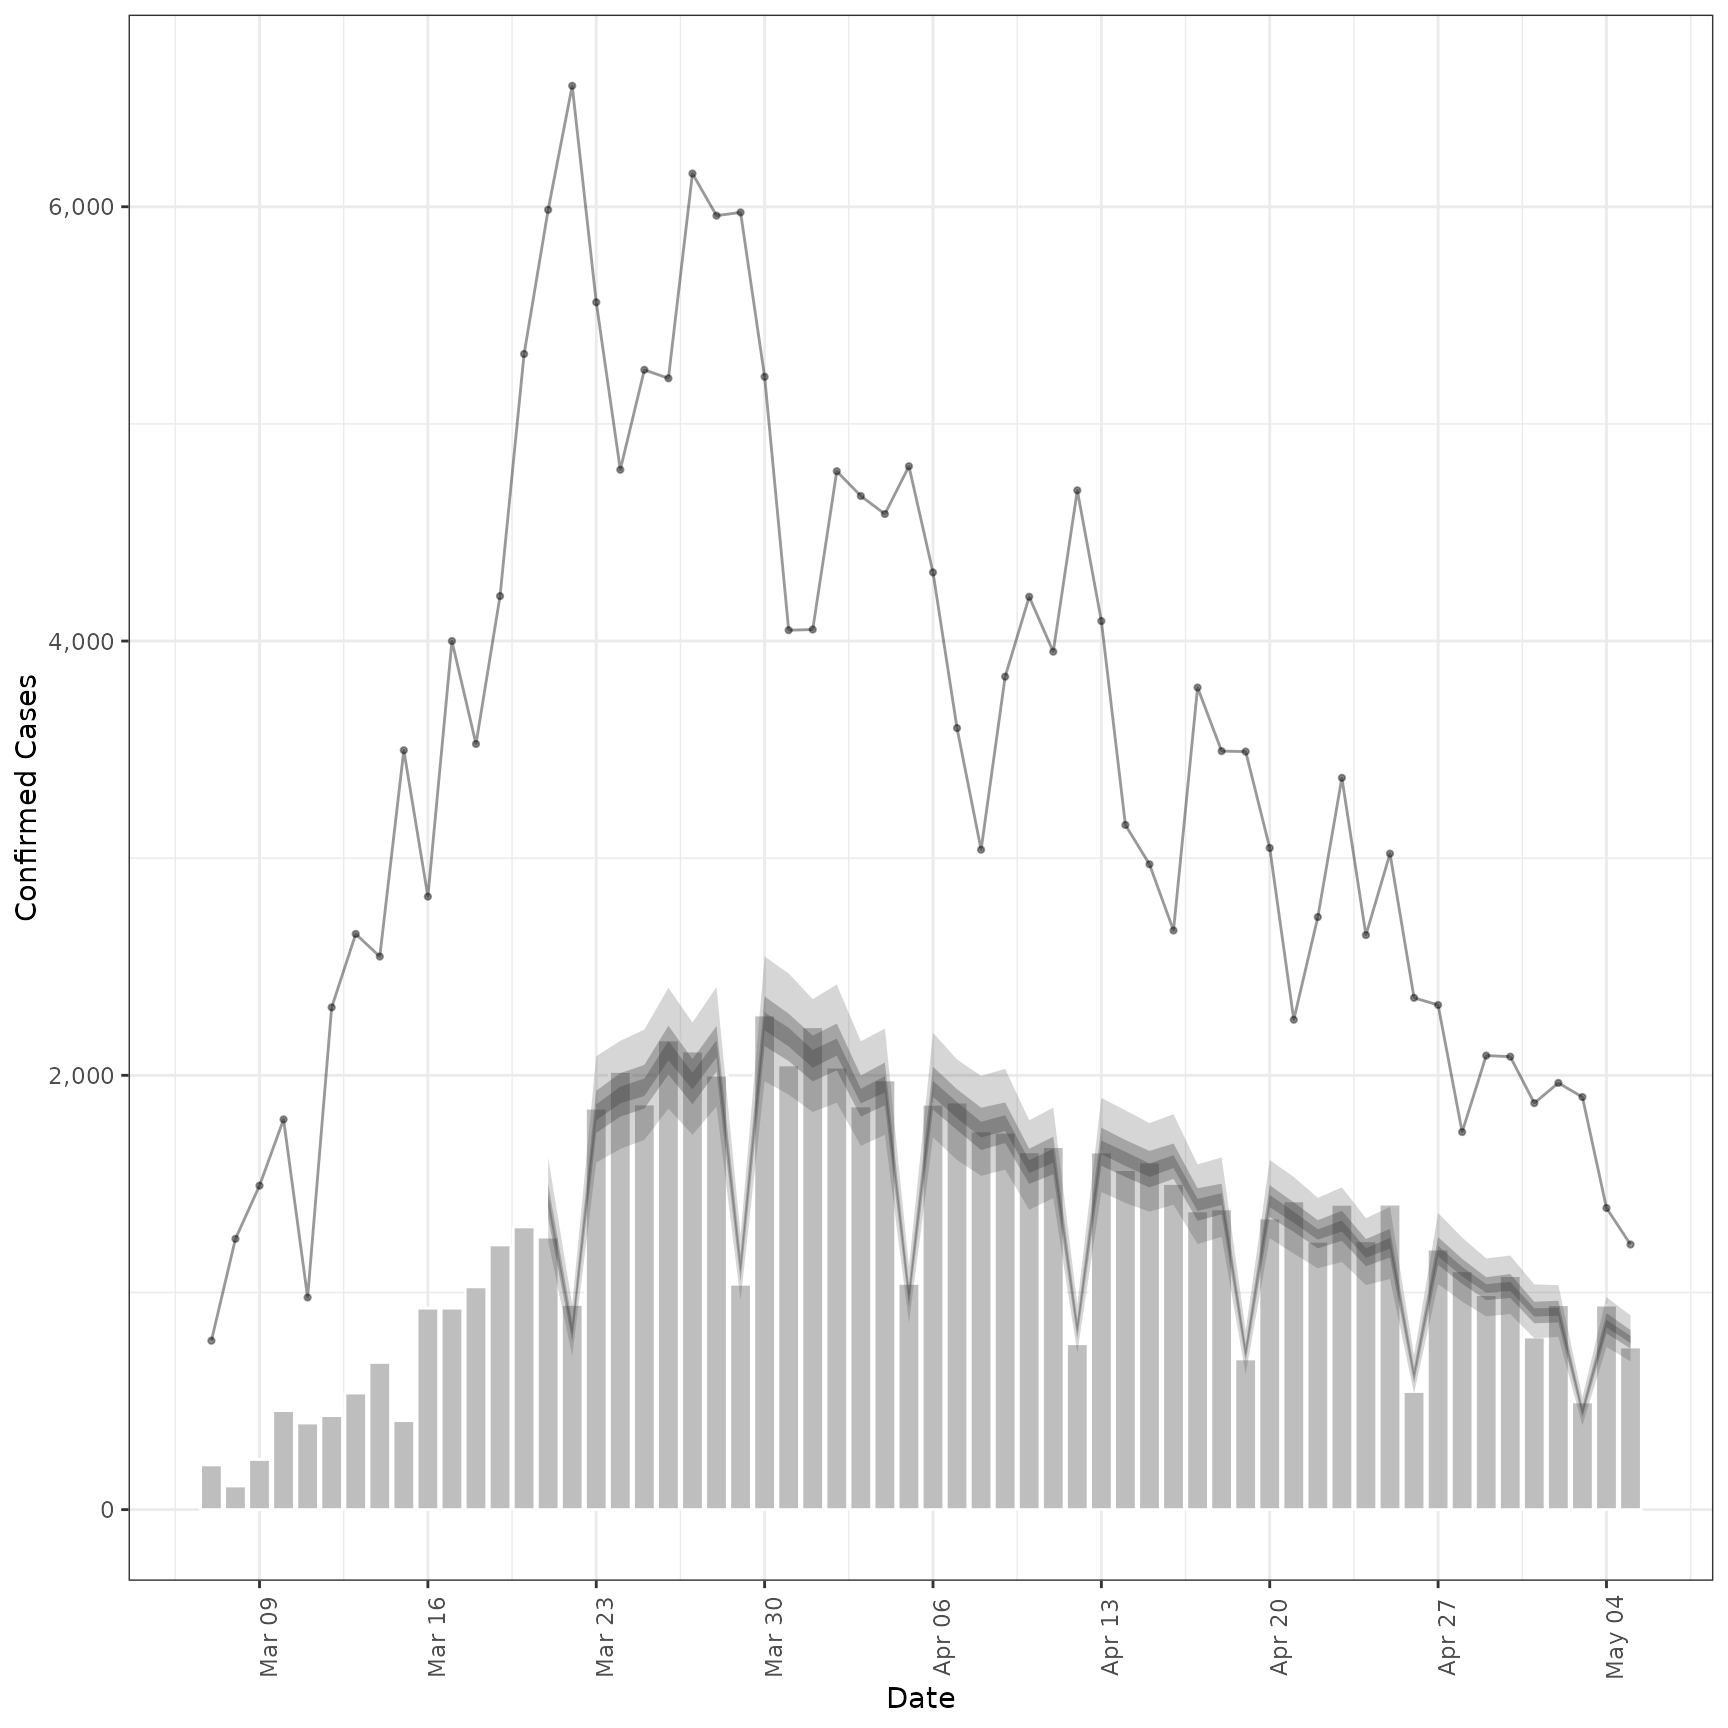 6,000
4,000
2,000
0
Confirmed Cases
Mar 09
Mar 16
Mar 23
Mar 30
Apr 06
Apr 13
Apr 20
Apr 27
May 04
Date